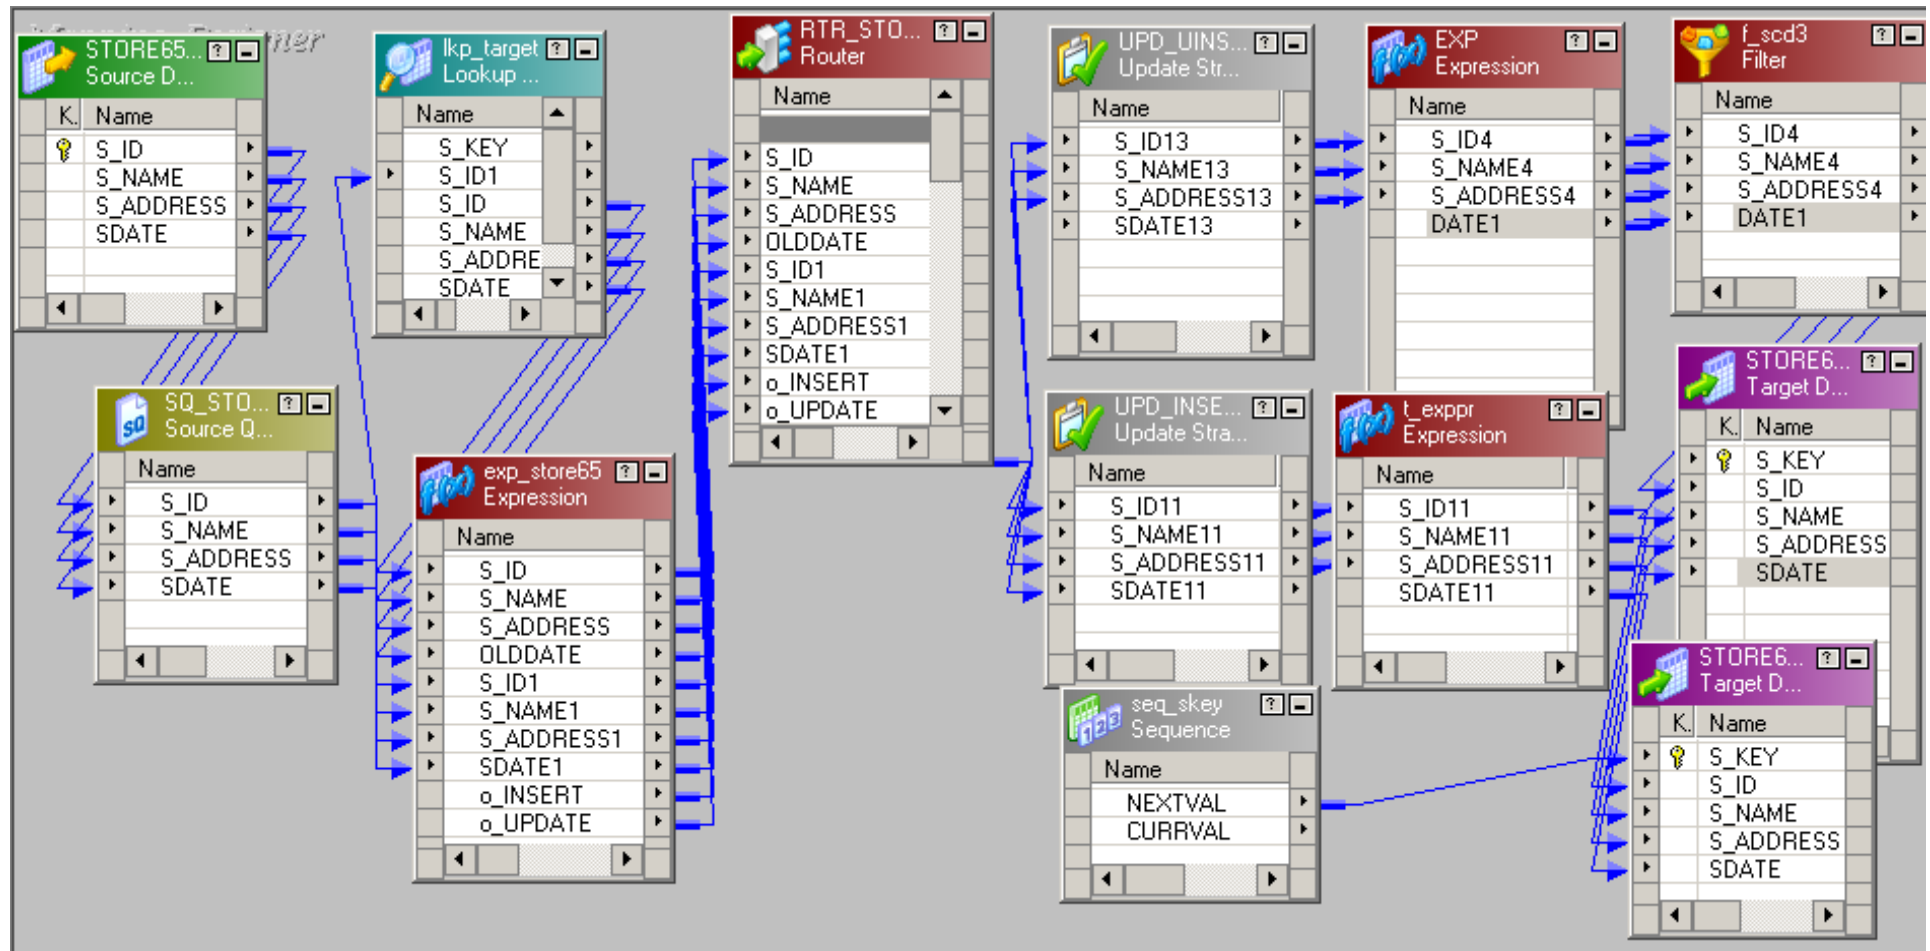 STORE65...
Source D...
K. Name
S_ID
S_NAME
S_ADDRESS
SDATE
lkp_target
Lookup ...
Name
S_KEY
S_ID1
S_ID
S_NAME
S_ADDRE
SDATE
RTR_STO...
Router
Name
S_ID
S_NAME
S_ADDRESS
OLDDATE
S_ID1
S_NAME1
S_ADDRESS1
SDATE1
o_INSERT
o_UPDATE
UPD_UINS...
Update Str...
Name
S_ID13
S_NAME13
S_ADDRESS13
SDATE13
EXP
Expression
Name
S_ID4
S_NAME4
S_ADDRESS4
DATE1
f_scd3
Filter
Name
S_ID4
S_NAME4
S_ADDRESS4
DATE1
SQ_STO...
Source Q...
Name
S_ID
S_NAME
S_ADDRESS
SDATE
exp_store65
Expression
Name
S_ID
S_NAME
S_ADDRESS
OLDDATE
S_ID1
S_NAME1
S_ADDRESS1
SDATE1
o_INSERT
o_UPDATE
UPD_INSE...
Update Stra...
Name
S_ID11
S_NAME11
S_ADDRESS11
SDATE11
t_exppr
Expression
Name
S_ID11
S_NAME11
S_ADDRESS11
SDATE11
STORE6...
Target D...
K. Name
S_KEY
S_ID
S_NAME
S_ADDRESS
SDATE
seq_skey
Sequence
Name
NEXTVAL
CURRVAL
STORE6...
Target D...
K. Name
S_KEY
S_ID
S_NAME
S_ADDRESS
SDATE